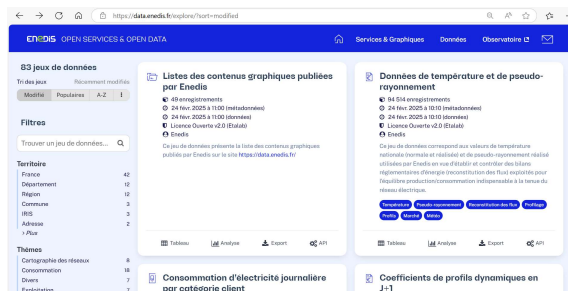 https://data.enedis.fr/explore/?sort=modified
ENEDIS OPEN SERVICES & OPEN DATA
Services & Graphiques
Données
Observatoire
83 jeux de données
Tri des jeux
Récemment modifiés
Modifié
Populaires
A-Z
Filtres
Trouver un jeu de données...
Territoire
France 42
Département 12
Région 12
Commune 3
IRIS 3
Adresse 2
> Plus
Thèmes
Cartographie des réseaux 8
Consommation 18
Divers 7
Exploitation 7
Listes des contenus graphiques publiées
par Enedis
49 enregistrements
24 févr. 2025 à 11:00 (métadonnées)
24 févr. 2025 à 11:00 (données)
Licence Ouverte v2.0 (Etalab)
Enedis
Ce jeu de données présente la liste des contenus graphiques
publiés par Enedis sur le site https://data.enedis.fr/
Tableau
Analyse
Export
API
Données de température et de pseudo-
rayonnement
94 514 enregistrements
24 févr. 2025 à 10:10 (métadonnées)
24 févr. 2025 à 10:10 (données)
Licence Ouverte v2.0 (Etalab)
Enedis
Ce jeu de données correspond aux valeurs de température
nationale (normale et réalisée) et de pseudo-rayonnement réalisé
utilisées par Enedis en vue d'établir et contrôler des bilans
réglementaires d'énergie (reconstitution des flux) exploités pour
l'équilibre production/consommation indispensable à la tenue du
réseau électrique.
Température
Pseudo rayonnement
Reconstitution des flux
Profilage
Profils
Marché
Météo
Tableau
Analyse
Export
API
Consommation d'électricité journalière
par catégorie client
Coefficients de profils dynamiques en
J+1